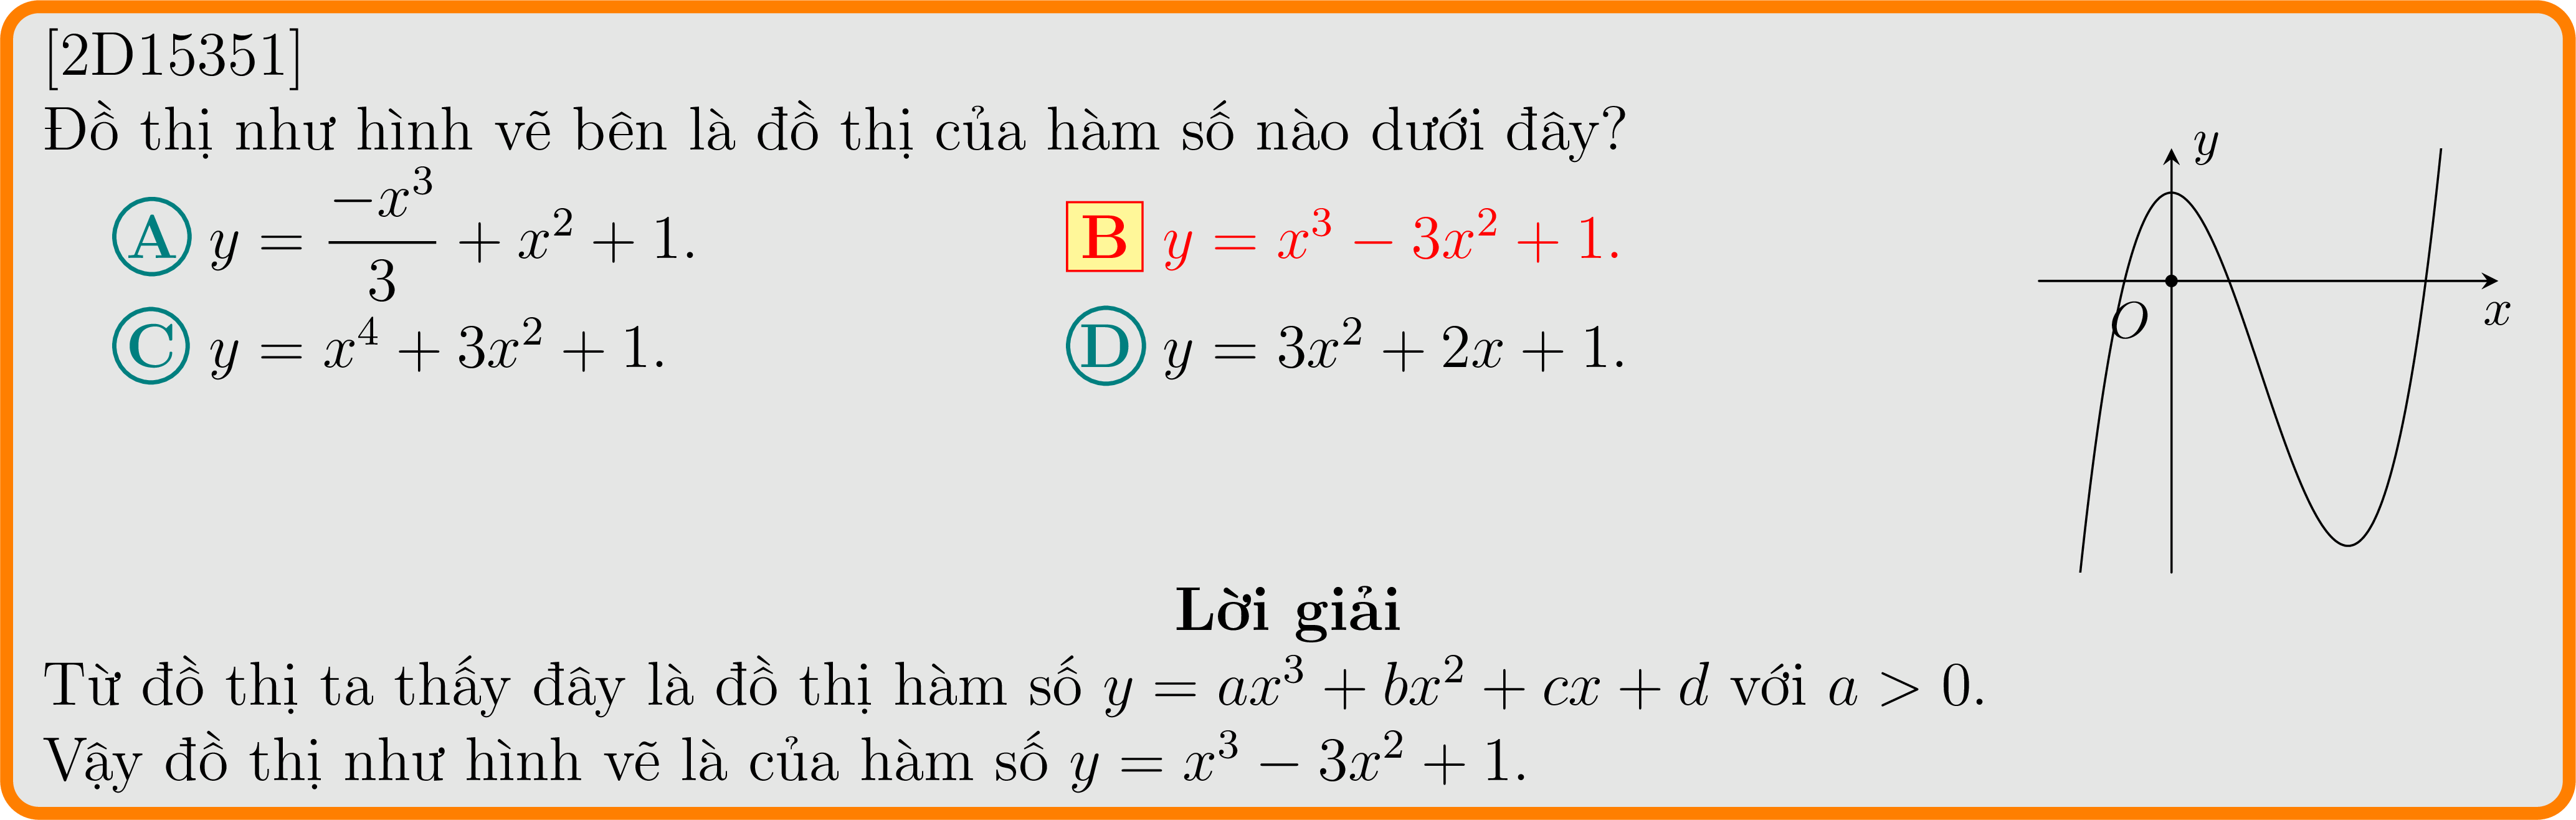 [2D15351]
Đồ thị như hình vẽ bên là đồ thị của hàm số nào dưới đây?
A y = \frac{-x^3}{3} + x^2 + 1.
B y = x^3 − 3x^2 + 1.
C y = x^4 + 3x^2 + 1.
D y = 3x^2 + 2x + 1.
y
x
O
Lời giải
Từ đồ thị ta thấy đây là đồ thị hàm số y = ax^3 + bx^2 + cx + d với a > 0.
Vậy đồ thị như hình vẽ là của hàm số y = x^3 − 3x^2 + 1.